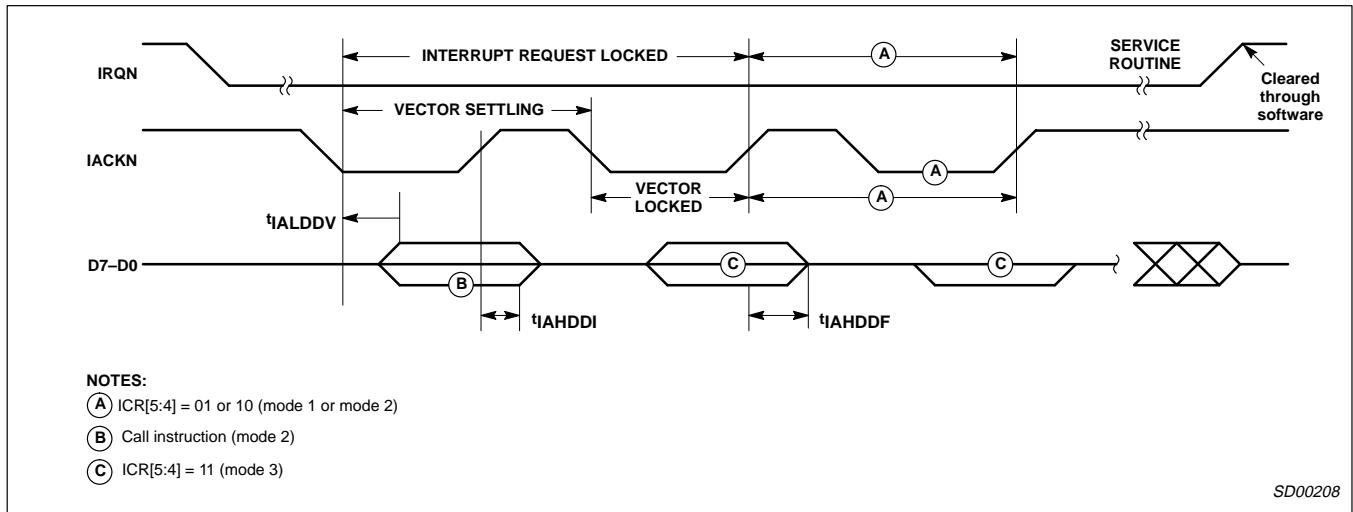 INTERRUPT REQUEST LOCKED
A
SERVICE
ROUTINE
IRQN
Cleared
through
software
VECTOR SETTLING
IACKN
A
VECTOR
LOCKED
A
tIALDDV
D7–D0
B
C
C
tIAHDDI
tIAHDDF
NOTES:
A ICR[5:4] = 01 or 10 (mode 1 or mode 2)
B Call instruction (mode 2)
C ICR[5:4] = 11 (mode 3)
SD00208